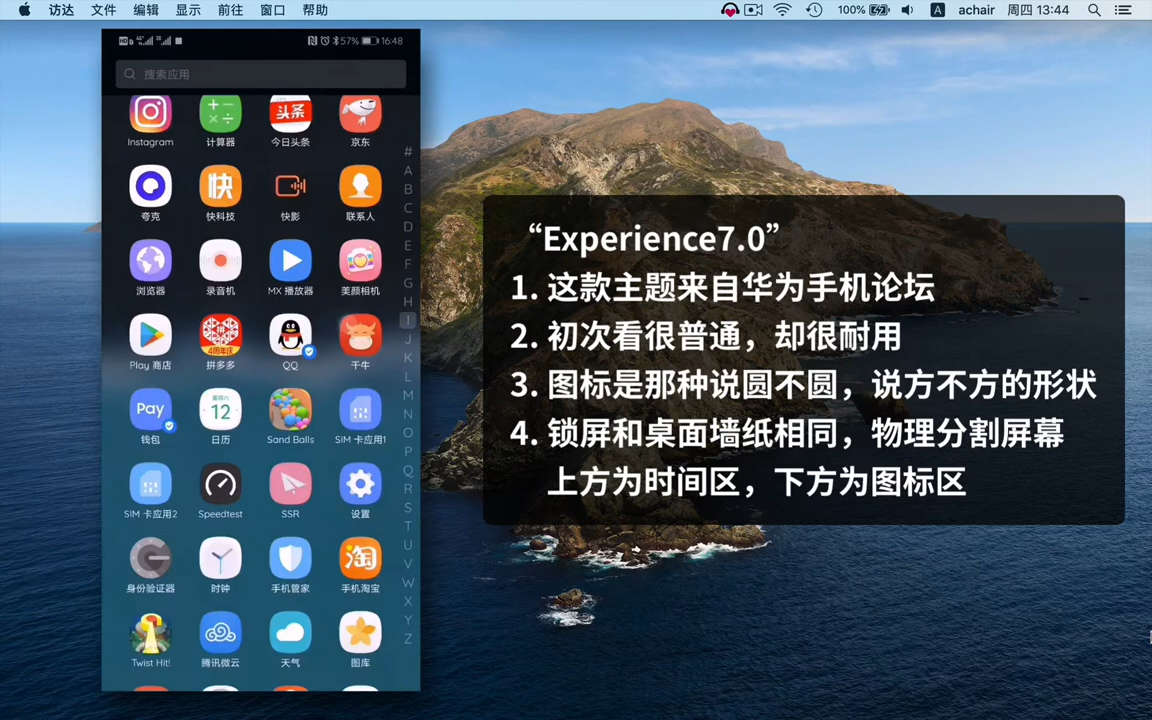 访达 文件 编辑 显示 前往 窗口 帮助
100% A achair 周四 13:44
57% 16:48
搜索应用
Instagram 计算器 今日头条 京东
夸克 快科技 快影 联系人
浏览器 录音机 MX 播放器 美颜相机
Play 商店 拼多多 QQ 千牛
钱包 日历 Sand Balls SIM 卡应用1
SIM 卡应用2 Speedtest SSR 设置
身份验证器 时钟 手机管家 手机淘宝
Twist Hit! 腾讯微云 天气 图库
头条
快
4周年庆
Pay
12
淘
#
A
B
C
D
E
F
G
H
I
J
K
L
M
N
O
P
Q
R
S
T
U
V
W
X
Y
Z
“Experience7.0”
1. 这款主题来自华为手机论坛
2. 初次看很普通，却很耐用
3. 图标是那种说圆不圆，说方不方的形状
4. 锁屏和桌面墙纸相同，物理分割屏幕
上方为时间区，下方为图标区